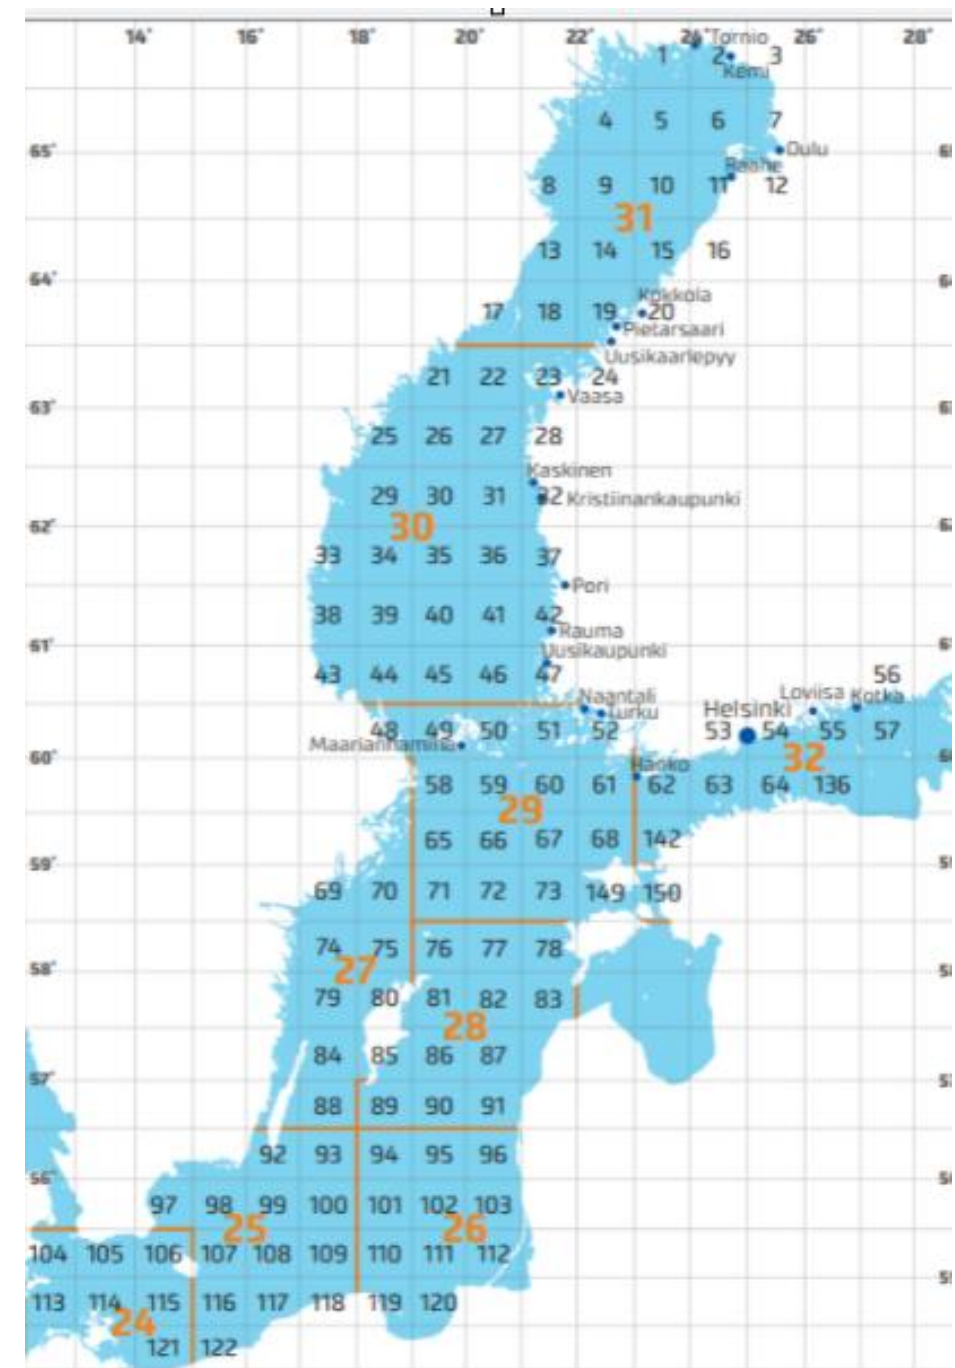 14° 16° 18° 20° 22° 24° Tornio 26° 28°
1 2 3
Kemi
4 5 6 7
65° Oulu
Raahe
8 9 10 11 12
31
13 14 15 16
64°
Kokkola
17 18 19 20
Pietarsaari
Uusikaarlepyy
21 22 23 24
Vaasa
63°
25 26 27 28
Kaskinen
29 30 31 32 Kristiinankaupunki
62° 30
33 34 35 36 37
Pori
38 39 40 41 42
Rauma
61° Uusikaupunki
43 44 45 46 47 56
Naantali Loviisa Kotka
Turku Helsinki
48 49 50 51 52 53 54 55 57
Maarianhamina
60° Hanko 32
58 59 60 61 62 63 64 136
29
65 66 67 68 142
59°
69 70 71 72 73 149 150
74 75 76 77 78
58° 27
79 80 81 82 83
28
84 85 86 87
57°
88 89 90 91
92 93 94 95 96
56°
97 98 99 100 101 102 103
25 26
104 105 106 107 108 109 110 111 112
113 114 115 116 117 118 119 120
24
121 122